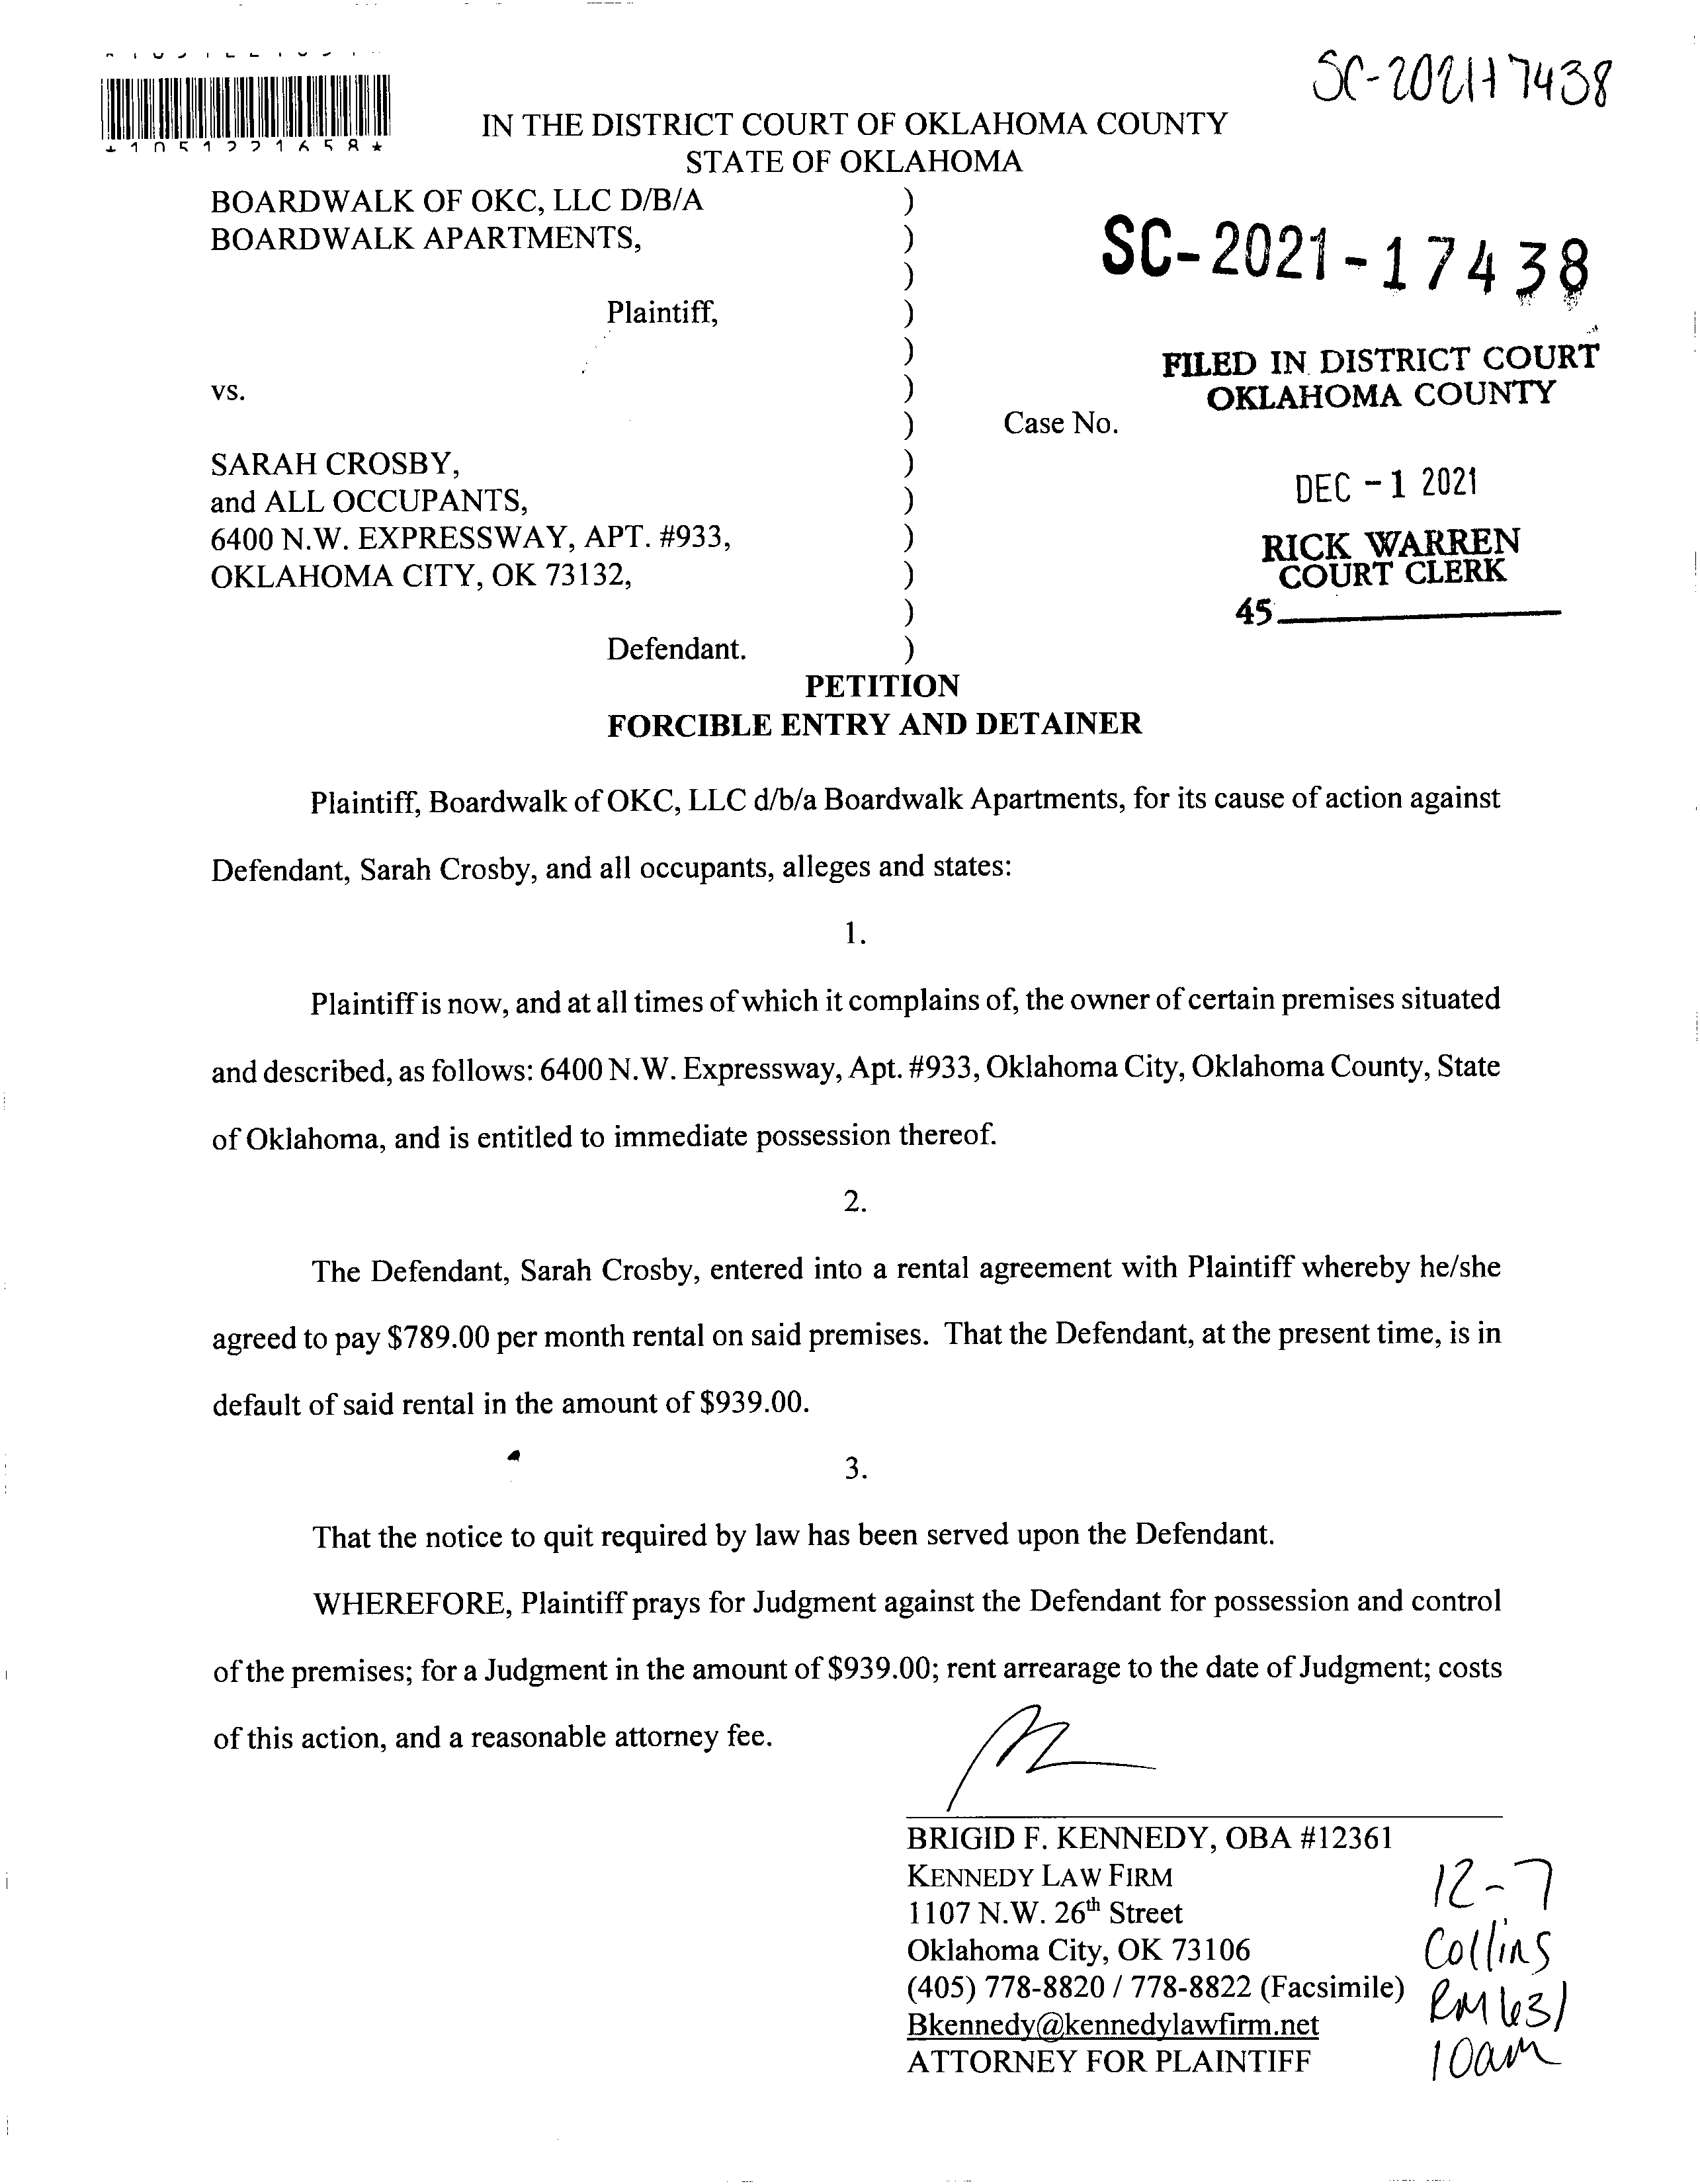 SC-2021-17438
*1051221658*
IN THE DISTRICT COURT OF OKLAHOMA COUNTY
STATE OF OKLAHOMA
BOARDWALK OF OKC, LLC D/B/A )
BOARDWALK APARTMENTS, )
)
SC-2021-17438
Plaintiff, )
)
FILED IN DISTRICT COURT
OKLAHOMA COUNTY
vs. )
) Case No.
SARAH CROSBY, )
and ALL OCCUPANTS, )
DEC -1 2021
6400 N.W. EXPRESSWAY, APT. #933, )
OKLAHOMA CITY, OK 73132, )
RICK WARREN
COURT CLERK
)
45
Defendant. )
PETITION
FORCIBLE ENTRY AND DETAINER
Plaintiff, Boardwalk of OKC, LLC d/b/a Boardwalk Apartments, for its cause of action against
Defendant, Sarah Crosby, and all occupants, alleges and states:
1.
Plaintiff is now, and at all times of which it complains of, the owner of certain premises situated
and described, as follows: 6400 N.W. Expressway, Apt. #933, Oklahoma City, Oklahoma County, State
of Oklahoma, and is entitled to immediate possession thereof.
2.
The Defendant, Sarah Crosby, entered into a rental agreement with Plaintiff whereby he/she
agreed to pay $789.00 per month rental on said premises. That the Defendant, at the present time, is in
default of said rental in the amount of $939.00.
3.
That the notice to quit required by law has been served upon the Defendant.
WHEREFORE, Plaintiff prays for Judgment against the Defendant for possession and control
of the premises; for a Judgment in the amount of $939.00; rent arrearage to the date of Judgment; costs
of this action, and a reasonable attorney fee.
BRIGID F. KENNEDY, OBA #12361
KENNEDY LAW FIRM
1107 N.W. 26th Street
Oklahoma City, OK 73106
(405) 778-8820 / 778-8822 (Facsimile)
Bkennedy@kennedylawfirm.net
ATTORNEY FOR PLAINTIFF
12-7
Collins
RM 631
10am